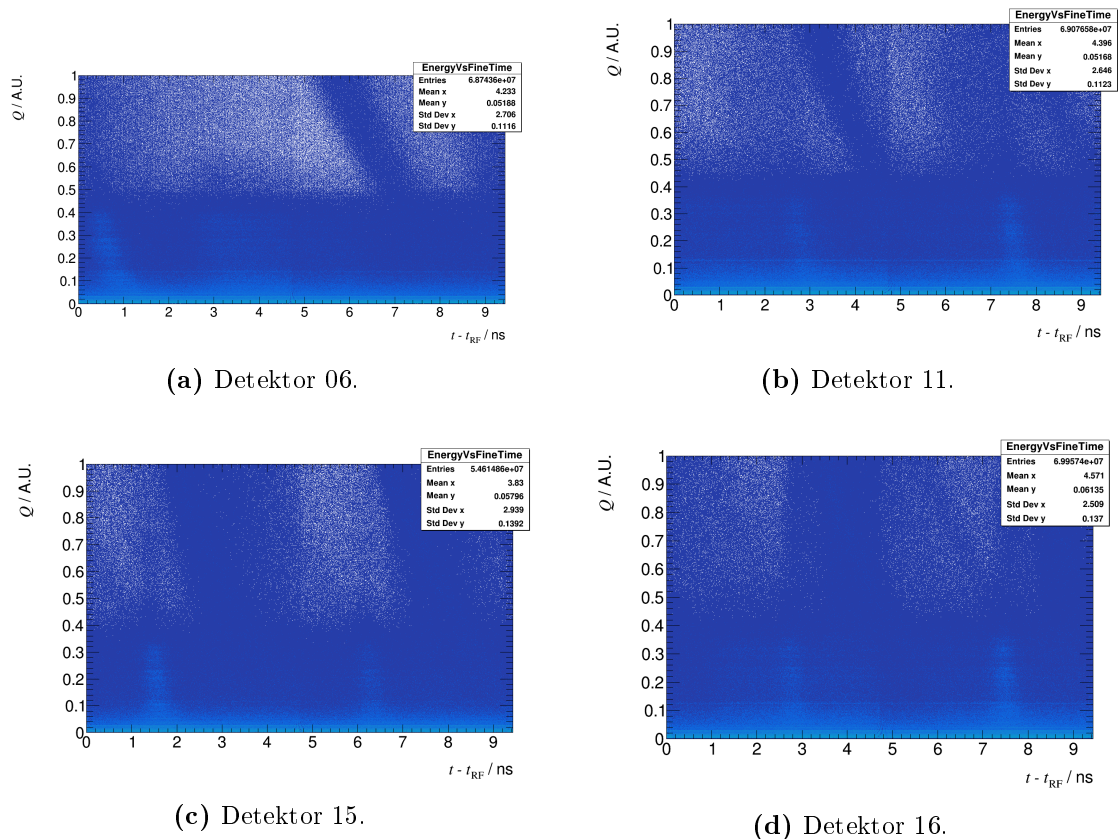 EnergyVsFineTime
Entries 6.87436e+07
Mean x 4.233
Mean y 0.05188
Std Dev x 2.706
Std Dev y 0.1116
Q / A.U.
1
0.9
0.8
0.7
0.6
0.5
0.4
0.3
0.2
0.1
0
0 1 2 3 4 5 6 7 8 9
t - tRF / ns
(a) Detektor 06.
EnergyVsFineTime
Entries 6.907658e+07
Mean x 4.396
Mean y 0.05168
Std Dev x 2.646
Std Dev y 0.1123
Q / A.U.
1
0.9
0.8
0.7
0.6
0.5
0.4
0.3
0.2
0.1
0
0 1 2 3 4 5 6 7 8 9
t - tRF / ns
(b) Detektor 11.
EnergyVsFineTime
Entries 5.461486e+07
Mean x 3.83
Mean y 0.05796
Std Dev x 2.939
Std Dev y 0.1392
Q / A.U.
1
0.9
0.8
0.7
0.6
0.5
0.4
0.3
0.2
0.1
0
0 1 2 3 4 5 6 7 8 9
t - tRF / ns
(c) Detektor 15.
EnergyVsFineTime
Entries 6.99574e+07
Mean x 4.571
Mean y 0.06135
Std Dev x 2.509
Std Dev y 0.137
Q / A.U.
1
0.9
0.8
0.7
0.6
0.5
0.4
0.3
0.2
0.1
0
0 1 2 3 4 5 6 7 8 9
t - tRF / ns
(d) Detektor 16.